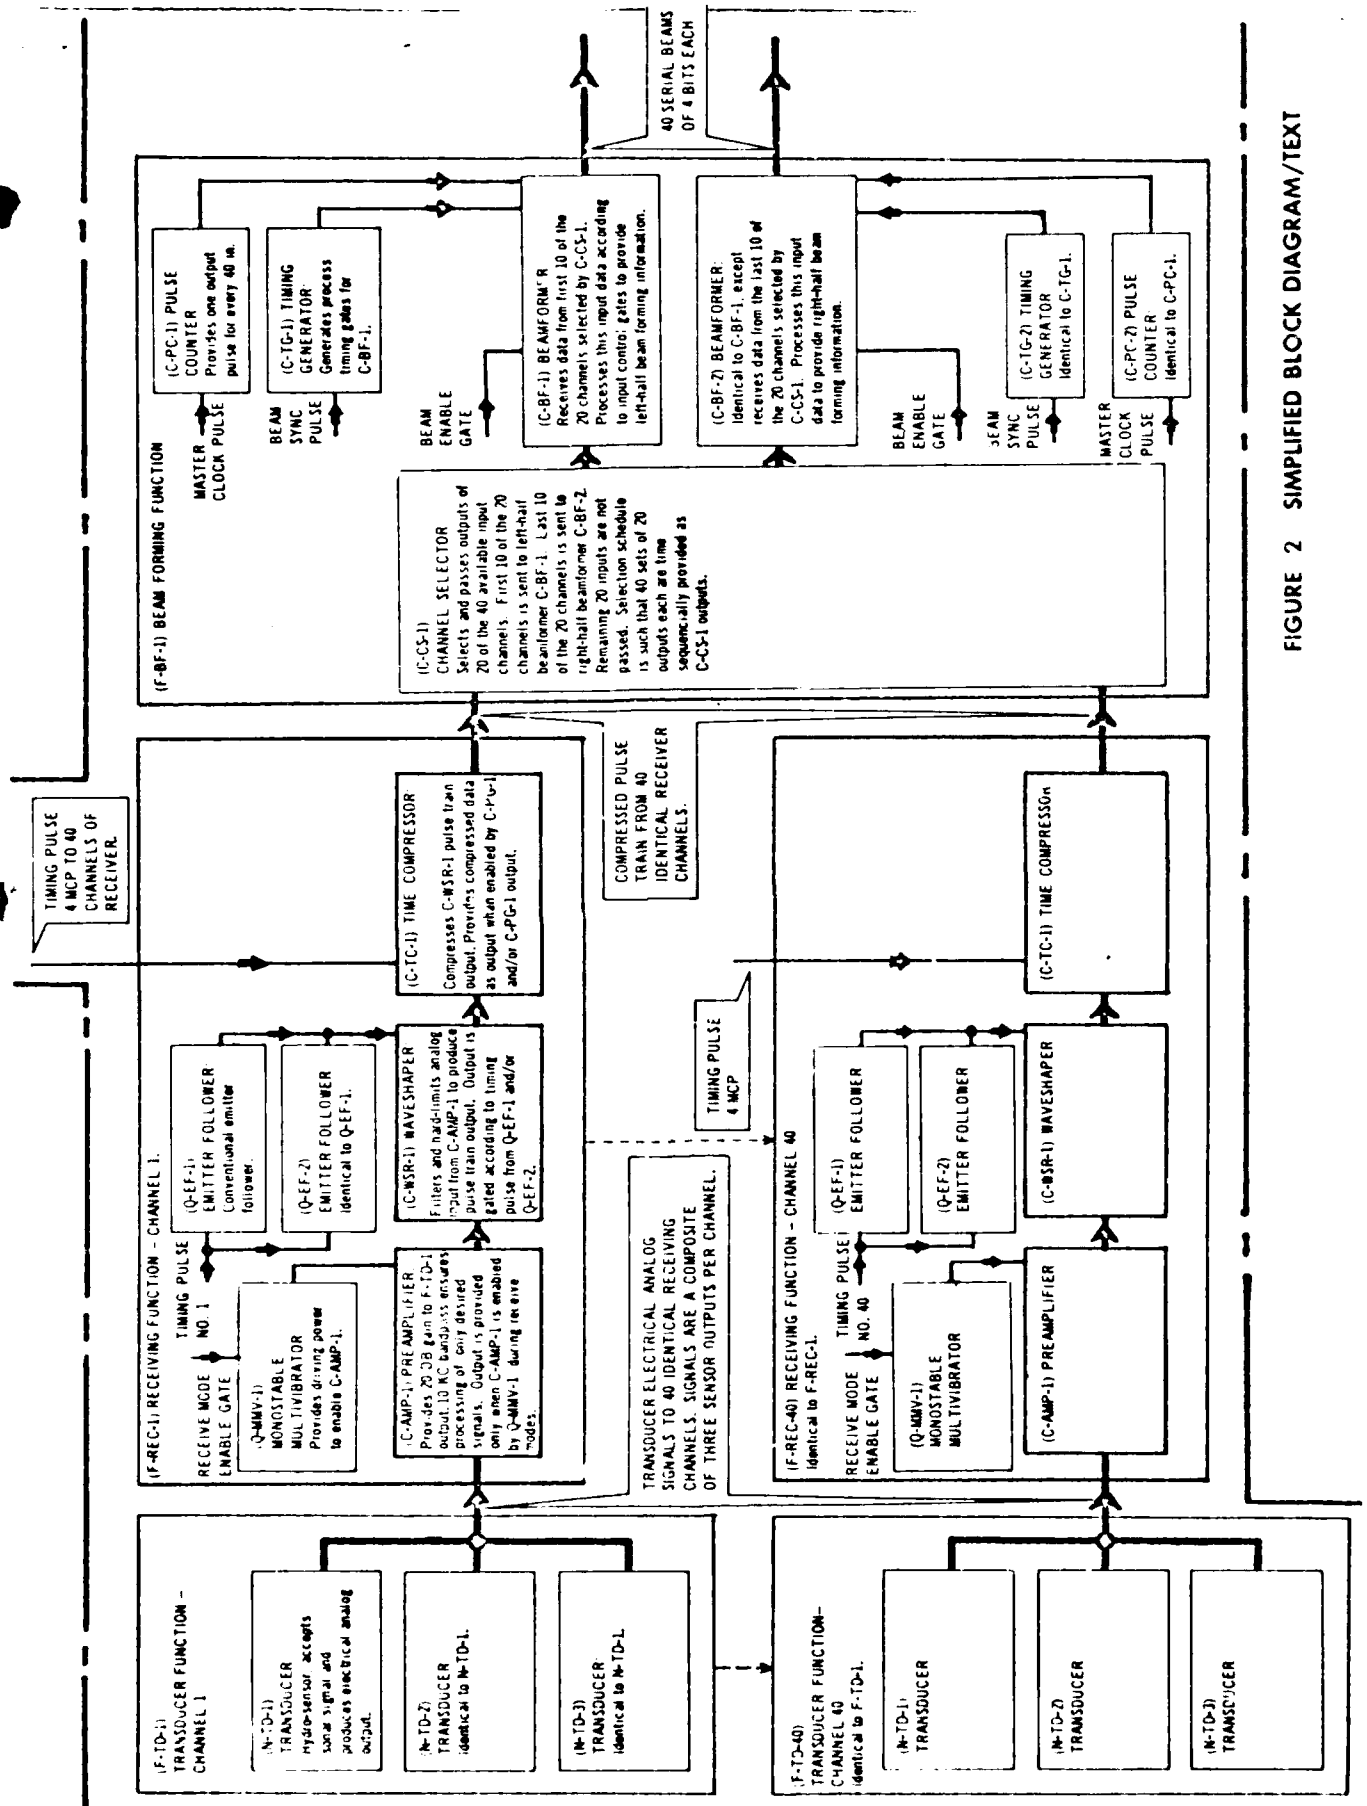 (F-TD-1)
TRANSDUCER FUNCTION –
CHANNEL 1
(N-TD-1)
TRANSDUCER
Hydro-sensor accepts
sonar signal and
produces electrical analog
output.
(N-TD-2)
TRANSDUCER
Identical to N-TD-1.
(N-TD-3)
TRANSDUCER
Identical to N-TD-1.
(F-TD-40)
TRANSDUCER FUNCTION–
CHANNEL 40
Identical to F-TD-1.
(N-TD-1)
TRANSDUCER
(N-TD-2)
TRANSDUCER
(N-TD-3)
TRANSDUCER
TRANSDUCER ELECTRICAL ANALOG
SIGNALS TO 40 IDENTICAL RECEIVING
CHANNELS. SIGNALS ARE A COMPOSITE
OF THREE SENSOR OUTPUTS PER CHANNEL.
(F-REC-1) RECEIVING FUNCTION – CHANNEL 1.
TIMING PULSE
NO. 1
RECEIVE MODE
ENABLE GATE
(Q-MMV-1)
MONOSTABLE
MULTIVIBRATOR
Provides driving power
to enable C-AMP-1.
(Q-EF-1)
EMITTER FOLLOWER
Conventional emitter
follower.
(Q-EF-2)
EMITTER FOLLOWER
Identical to Q-EF-1.
(C-AMP-1) PREAMPLIFIER
Provides 20 DB gain to F-TD-1
output. 10 KC bandpass ensures
processing of only desired
signals. Output is provided
only when C-AMP-1 is enabled
by Q-MMV-1 during receive
modes.
(C-WSR-1) WAVESHAPER
Filters and hard-limits analog
input from C-AMP-1 to produce
pulse train output. Output is
gated according to timing
pulse from Q-EF-1 and/or
Q-EF-2.
(C-TC-1) TIME COMPRESSOR
Compresses C-WSR-1 pulse train
output. Provides compressed data
as output whan enabled by C-PG-1
and/or C-PG-1 output.
TIMING PULSE
4 MCP TO 40
CHANNELS OF
RECEIVER.
COMPRESSED PULSE
TRAIN FROM 40
IDENTICAL RECEIVER
CHANNELS.
(F-REC-40) RECEIVING FUNCTION – CHANNEL 40
Identical to F-REC-1.
RECEIVE MODE
ENABLE GATE
TIMING PULSE
NO. 40
(Q-MMV-1)
MONOSTABLE
MULTIVIBRATOR
(Q-EF-1)
EMITTER FOLLOWER
(Q-EF-2)
EMITTER FOLLOWER
(C-AMP-1) PREAMPLIFIER
(C-WSR-1) WAVESHAPER
TIMING PULSE
4 MCP
(C-TC-1) TIME COMPRESSOR
(F-BF-1) BEAM FORMING FUNCTION
(C-CS-1)
CHANNEL SELECTOR
Selects and passes outputs of
20 of the 40 available input
channels. First 10 of the 20
channels is sent to left-half
beamformer C-BF-1. Last 10
of the 20 channels is sent to
right-half beamformer C-BF-2.
Remaining 20 inputs are not
passed. Selection schedule
is such that 40 sets of 20
outputs each are time
sequencially provided as
C-CS-1 outputs.
MASTER
CLOCK PULSE
(C-PC-1) PULSE
COUNTER
Provides one output
pulse for every 40 in.
BEAM
SYNC
PULSE
(C-TG-1) TIMING
GENERATOR
Generates process
timing gates for
C-BF-1.
BEAM
ENABLE
GATE
(C-BF-1) BEAMFORMER
Receives data from first 10 of the
20 channels selected by C-CS-1.
Processes this input data according
to input control gates to provide
left-half beam forming information.
(C-BF-2) BEAMFORMER:
Identical to C-BF-1, except
receives data from the last 10 of
the 20 channels selected by
C-CS-1. Processes this input
data to provide right-half beam
forming information.
BEAM
ENABLE
GATE
BEAM
SYNC
PULSE
(C-TG-2) TIMING
GENERATOR
Identical to C-TG-1.
MASTER
CLOCK
PULSE
(C-PC-2) PULSE
COUNTER
Identical to C-PC-1.
40 SERIAL BEAMS
OF 4 BITS EACH
FIGURE 2 SIMPLIFIED BLOCK DIAGRAM/TEXT